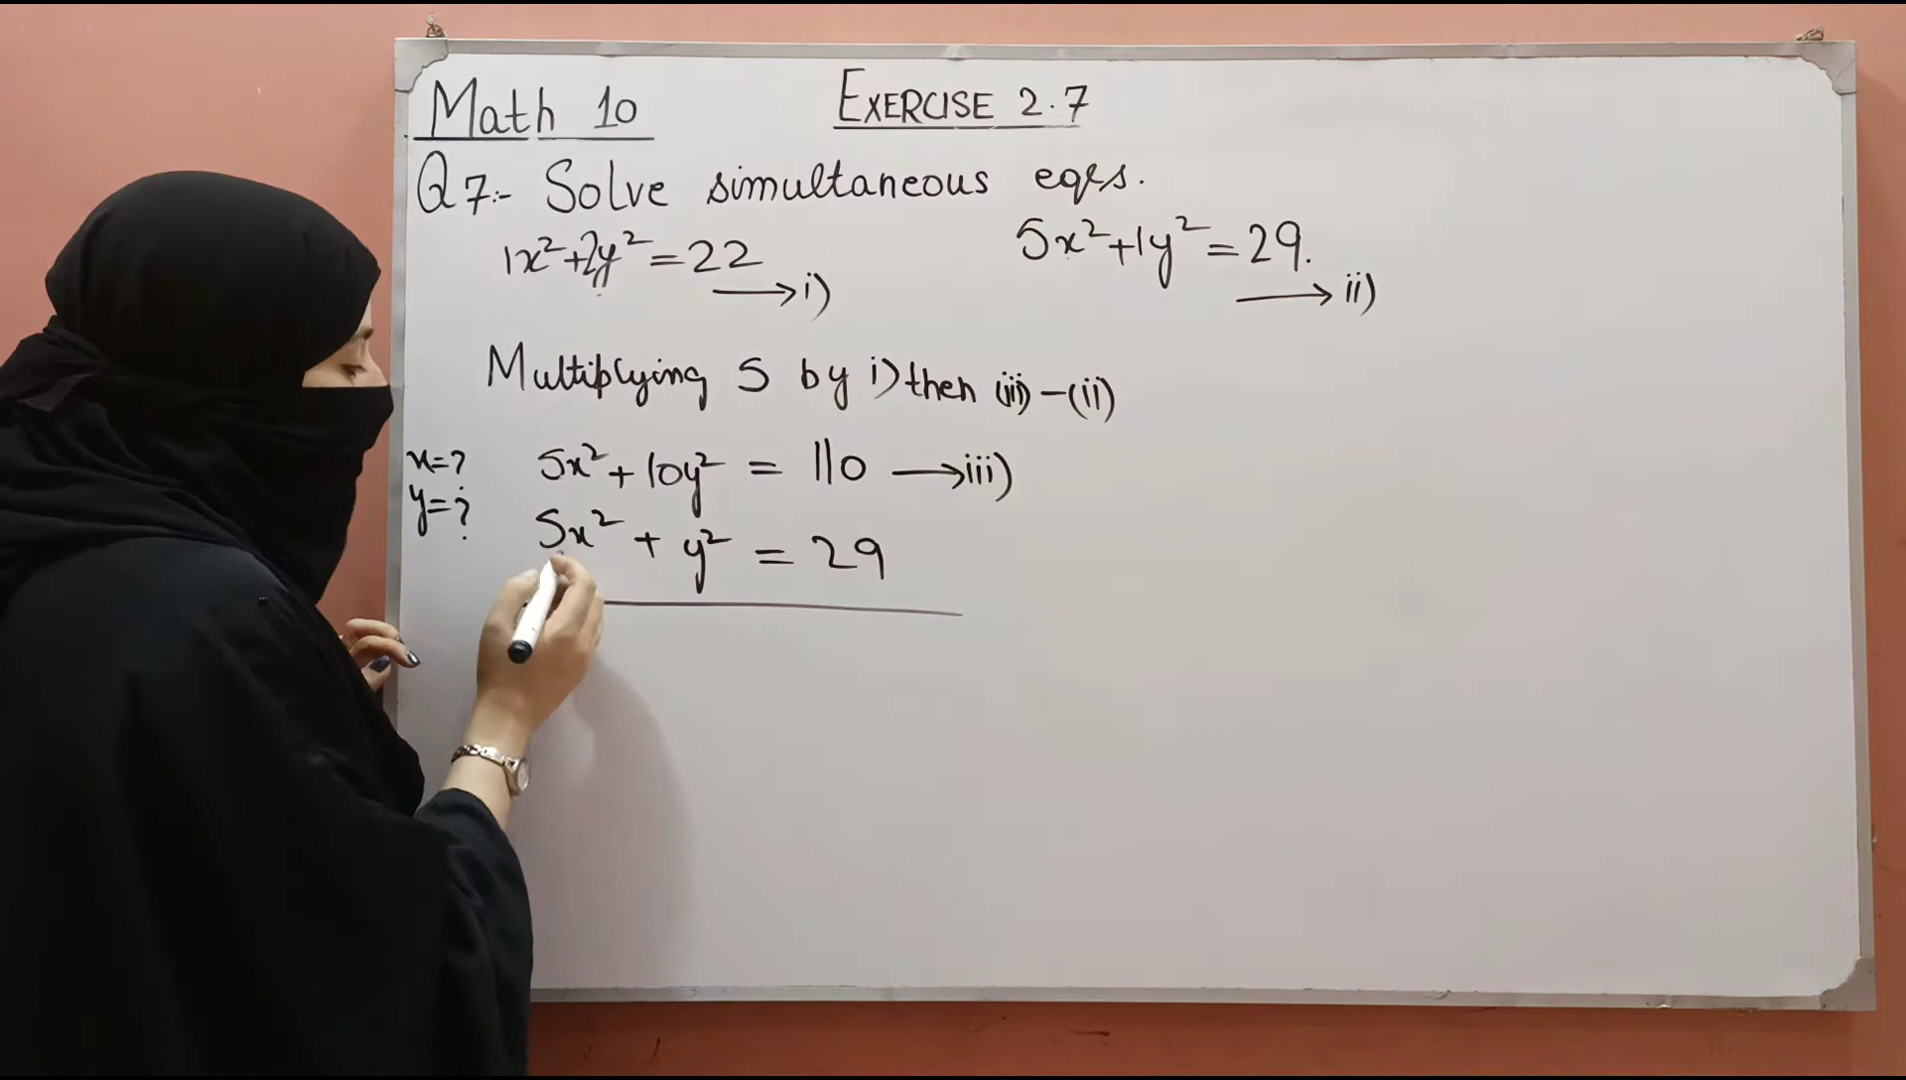 Math 10
EXERCISE 2.7
Q7:- Solve simultaneous eqs.
1x²+2y²=22
→i)
5x²+1y²=29.
→ii)
Multiplying 5 by i) then (iii)-(ii)
x=?
y=?
5x²+10y² = 110 →iii)
5x² + y² = 29